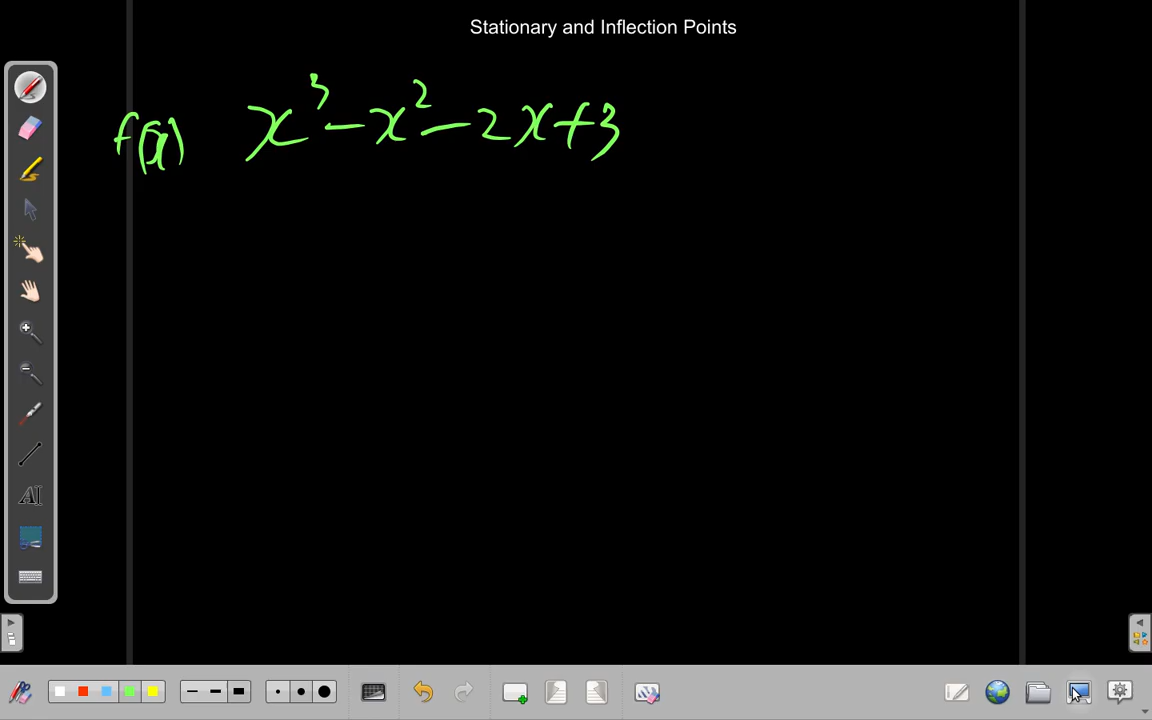 Stationary and Inflection Points
f(x) x³ - x² - 2x + 3